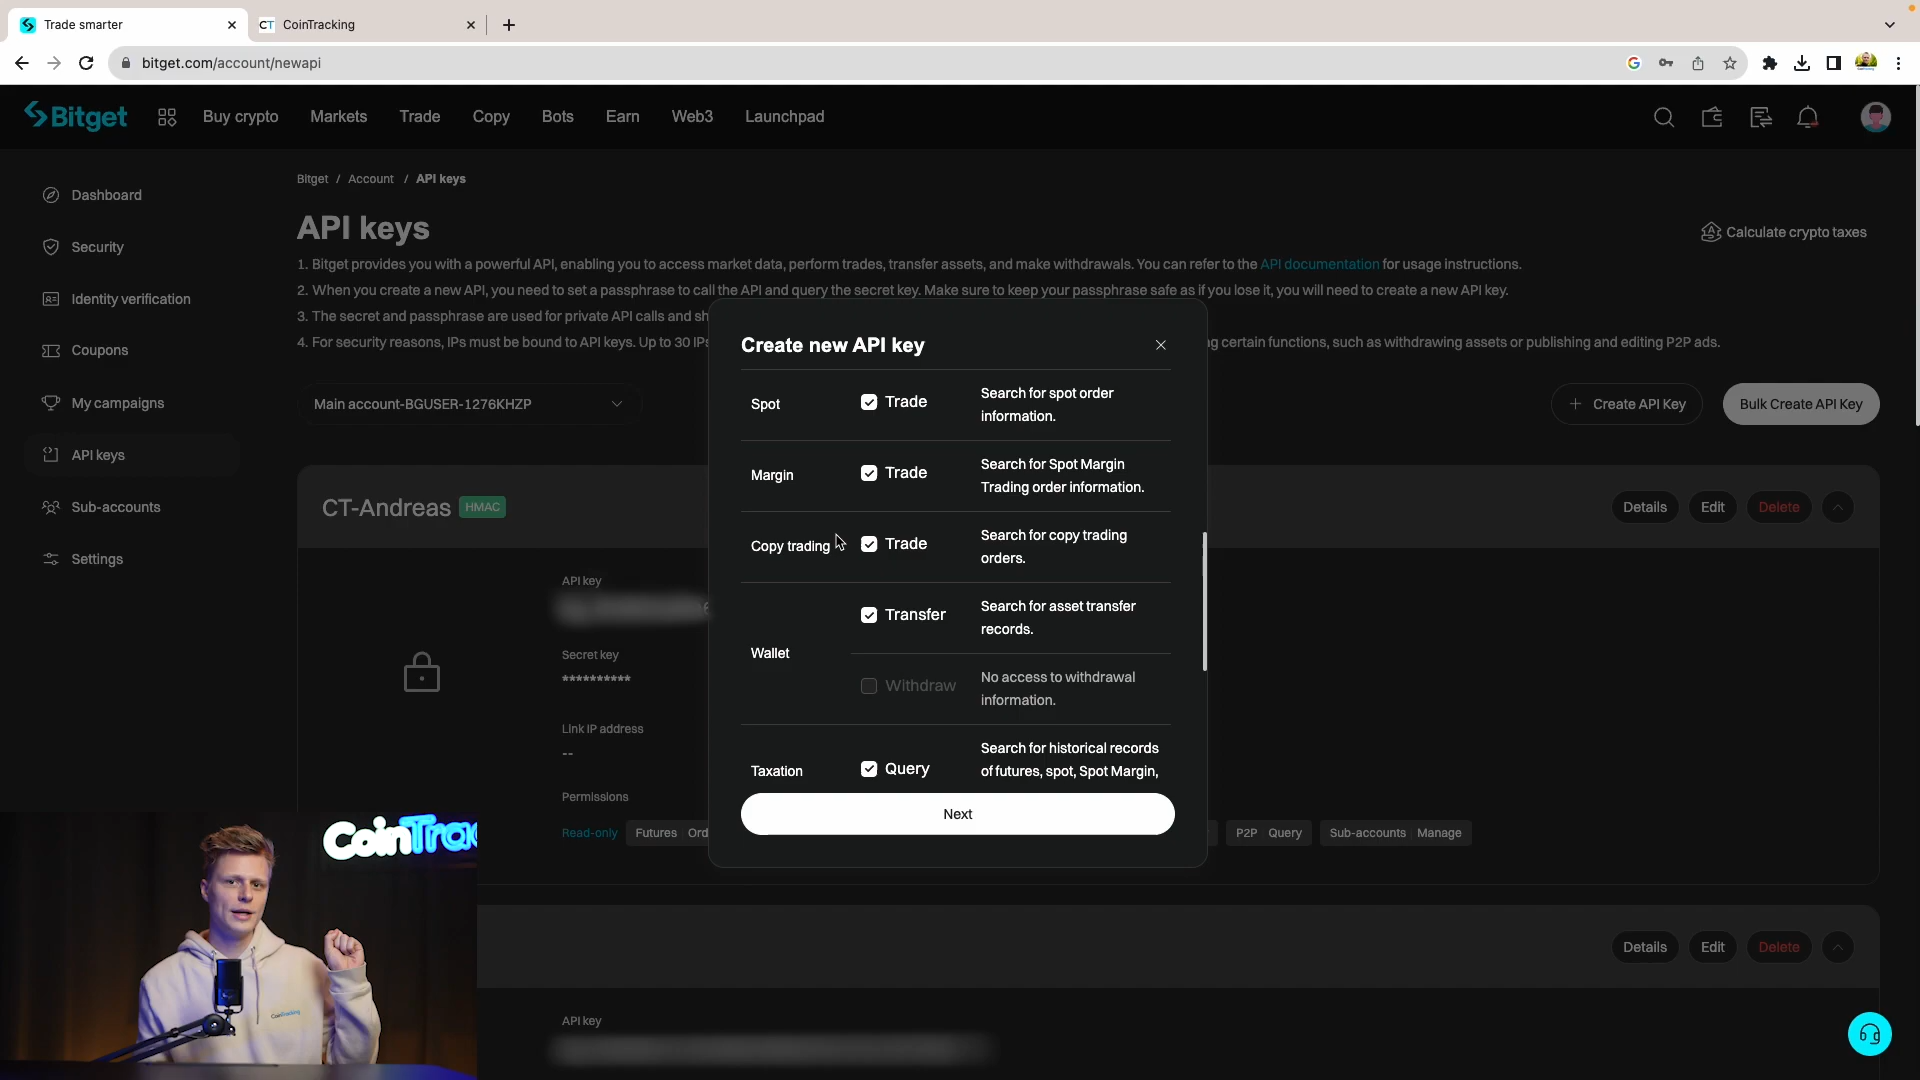 Trade smarter
CT CoinTracking
bitget.com/account/newapi
Bitget
Buy crypto
Markets
Trade
Copy
Bots
Earn
Web3
Launchpad
Dashboard
Security
Identity verification
Coupons
My campaigns
API keys
Sub-accounts
Settings
Bitget / Account / API keys
API keys
Calculate crypto taxes
1. Bitget provides you with a powerful API, enabling you to access market data, perform trades, transfer assets, and make withdrawals. You can refer to the API documentation for usage instructions.
2. When you create a new API, you need to set a passphrase to call the API and query the secret key. Make sure to keep your passphrase safe as if you lose it, you will need to create a new API key.
3. The secret and passphrase are used for private API calls and sh
4. For security reasons, IPs must be bound to API keys. Up to 30 IPs
ng certain functions, such as withdrawing assets or publishing and editing P2P ads.
Main account-BGUSER-1276KHZP
+ Create API Key
Bulk Create API Key
CT-Andreas HMAC
Details
Edit
Delete
API key
Secret key
**********
Link IP address
--
Permissions
Read-only
Futures Ord
P2P Query
Sub-accounts Manage
Create new API key
Spot
Trade
Search for spot order
information.
Margin
Trade
Search for Spot Margin
Trading order information.
Copy trading
Trade
Search for copy trading
orders.
Wallet
Transfer
Search for asset transfer
records.
Withdraw
No access to withdrawal
information.
Taxation
Query
Search for historical records
of futures, spot, Spot Margin,
Next
Details
Edit
Delete
API key
CoinTrac
CoinTracking